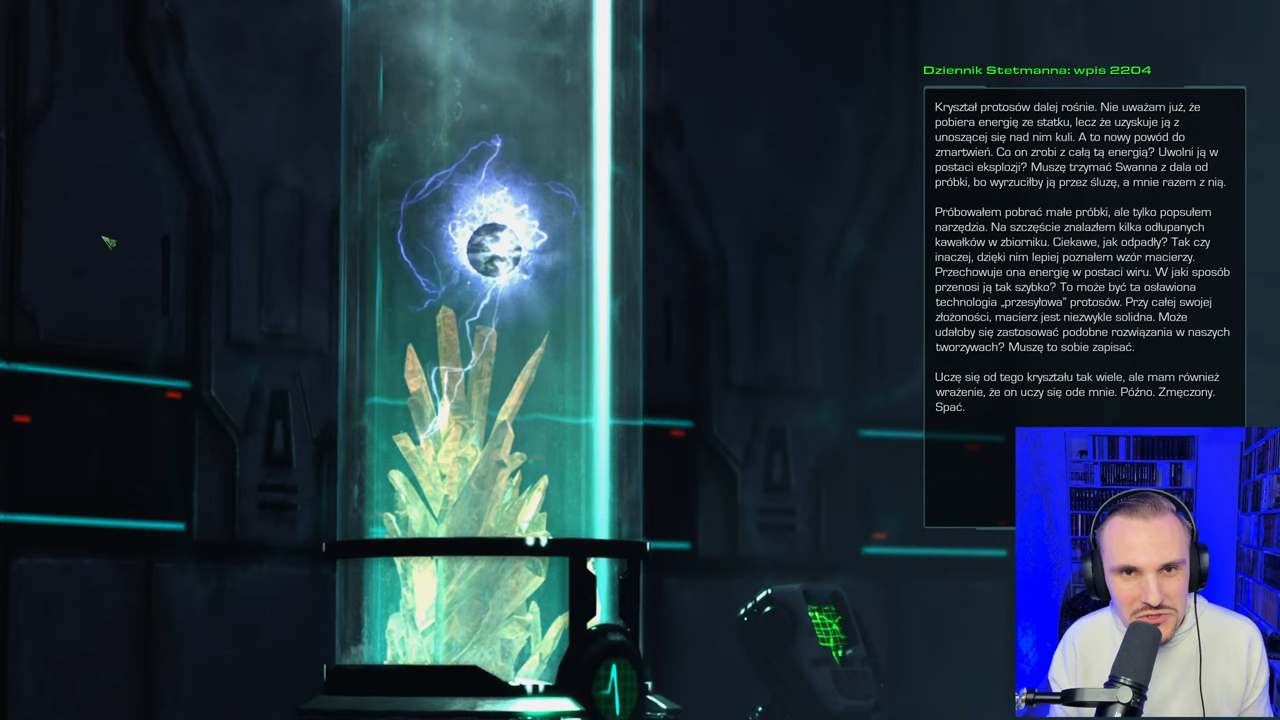 Dziennik Stetmanna: wpis 2204
Kryształ protosów dalej rośnie. Nie uważam już, że
pobiera energię ze statku, lecz że uzyskuje ją z
unoszącej się nad nim kuli. A to nowy powód do
zmartwień. Co on zrobi z całą tą energią? Uwolni ją w
postaci eksplozji? Muszę trzymać Swanna z dala od
próbki, bo wyrzuciłby ją przez śluzę, a mnie razem z nią.
Próbowałem pobrać małe próbki, ale tylko popsułem
narzędzia. Na szczęście znalazłem kilka odłupanych
kawałków w zbiorniku. Ciekawe, jak odpadły? Tak czy
inaczej, dzięki nim lepiej poznałem wzór macierzy.
Przechowuje ona energię w postaci wiru. W jaki sposób
przenosi ją tak szybko? To może być ta osławiona
technologia „przesyłowa” protosów. Przy całej swojej
złożoności, macierz jest niezwykle solidna. Może
udałoby się zastosować podobne rozwiązania w naszych
tworzywach? Muszę to sobie zapisać.
Uczę się od tego kryształu tak wiele, ale mam również
wrażenie, że on uczy się ode mnie. Późno. Zmęczony.
Spać.